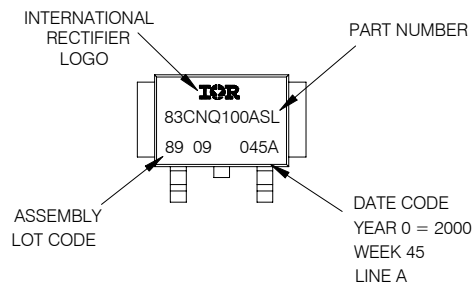 INTERNATIONAL
RECTIFIER
LOGO
PART NUMBER
IOR
83CNQ100ASL
89 09 045A
ASSEMBLY
LOT CODE
DATE CODE
YEAR 0 = 2000
WEEK 45
LINE A